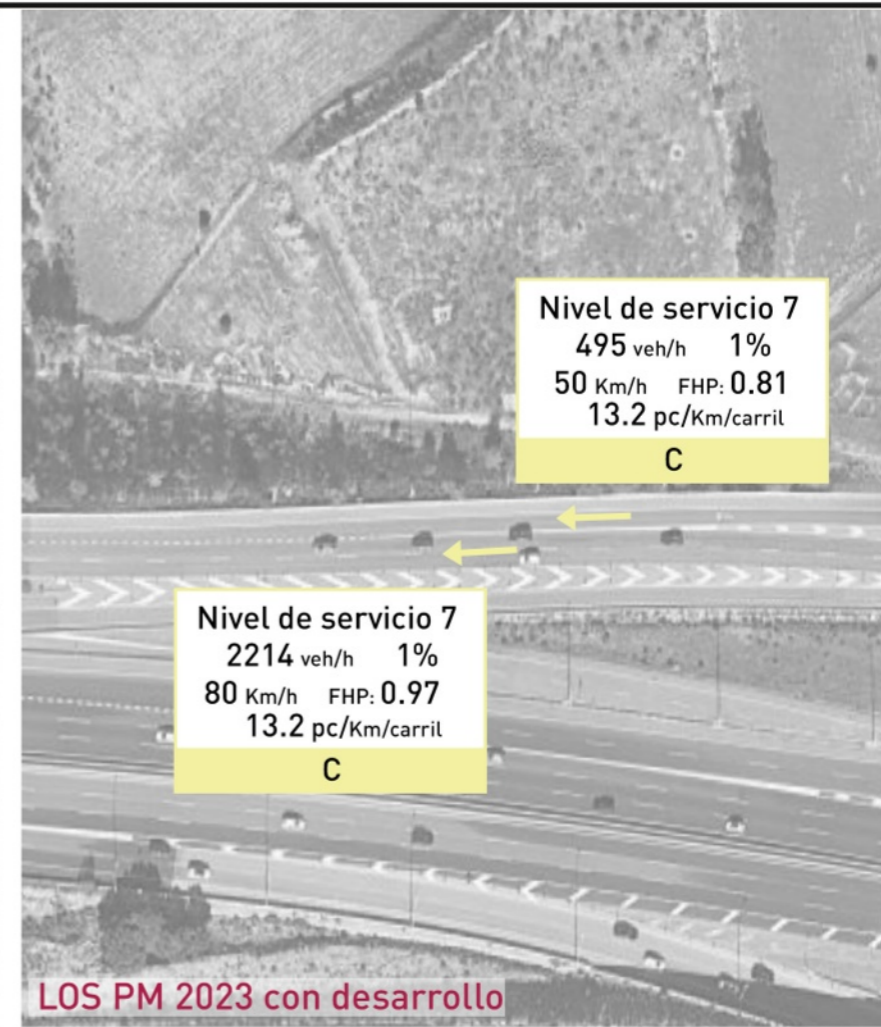 Nivel de servicio 7
495 veh/h 1%
50 Km/h FHP: 0.81
13.2 pc/Km/carril
C
Nivel de servicio 7
2214 veh/h 1%
80 Km/h FHP: 0.97
13.2 pc/Km/carril
C
LOS PM 2023 con desarrollo